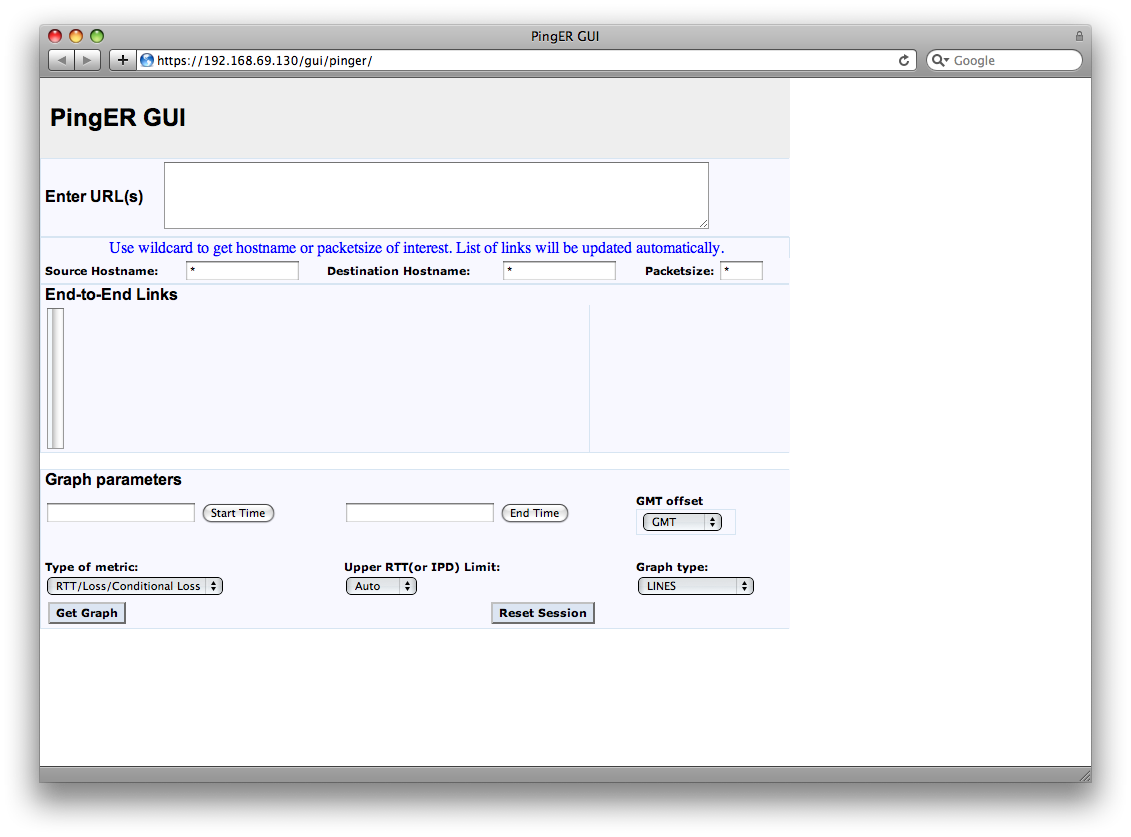 PingER GUI
https://192.168.69.130/gui/pinger/
Google
PingER GUI
Enter URL(s)
Use wildcard to get hostname or packetsize of interest. List of links will be updated automatically.
Source Hostname: * Destination Hostname: * Packetsize: *
End-to-End Links
Graph parameters
GMT offset
Start Time End Time GMT
Type of metric: Upper RTT(or IPD) Limit: Graph type:
RTT/Loss/Conditional Loss Auto LINES
Get Graph Reset Session